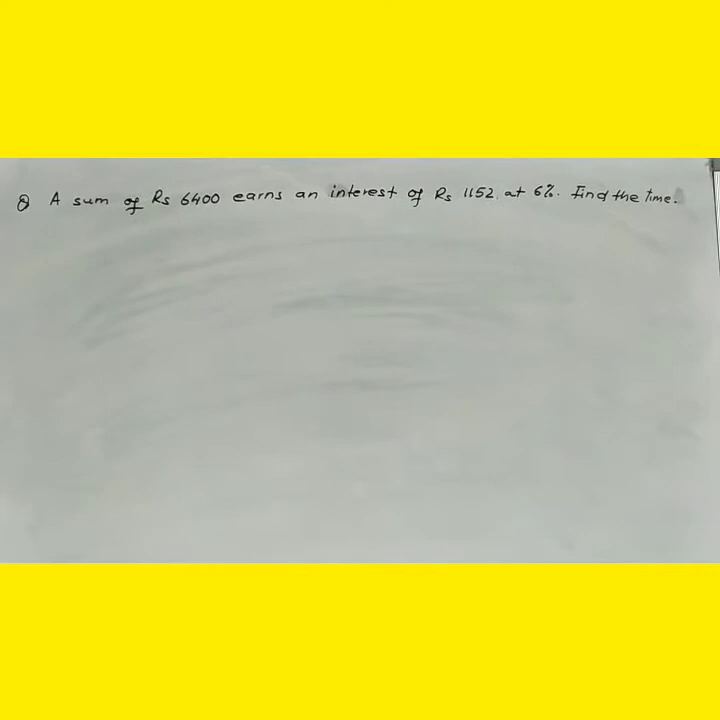 Q A sum of Rs 6400 earns an interest of Rs 1152 at 6%. Find the time.